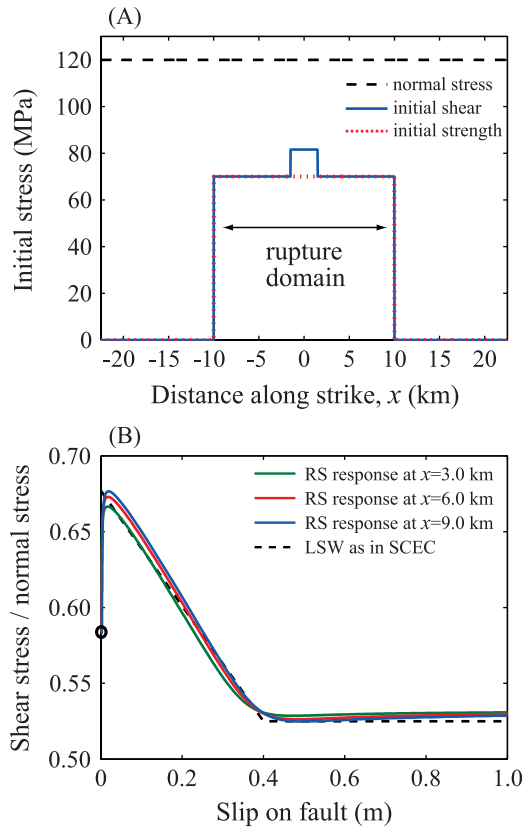 (A)
Initial stress (MPa)
120
100
80
60
40
20
0
normal stress
initial shear
initial strength
rupture
domain
-20 -15 -10 -5 0 5 10 15 20
Distance along strike, x (km)
(B)
Shear stress / normal stress
0.70
0.65
0.60
0.55
0.50
RS response at x=3.0 km
RS response at x=6.0 km
RS response at x=9.0 km
LSW as in SCEC
0 0.2 0.4 0.6 0.8 1.0
Slip on fault (m)